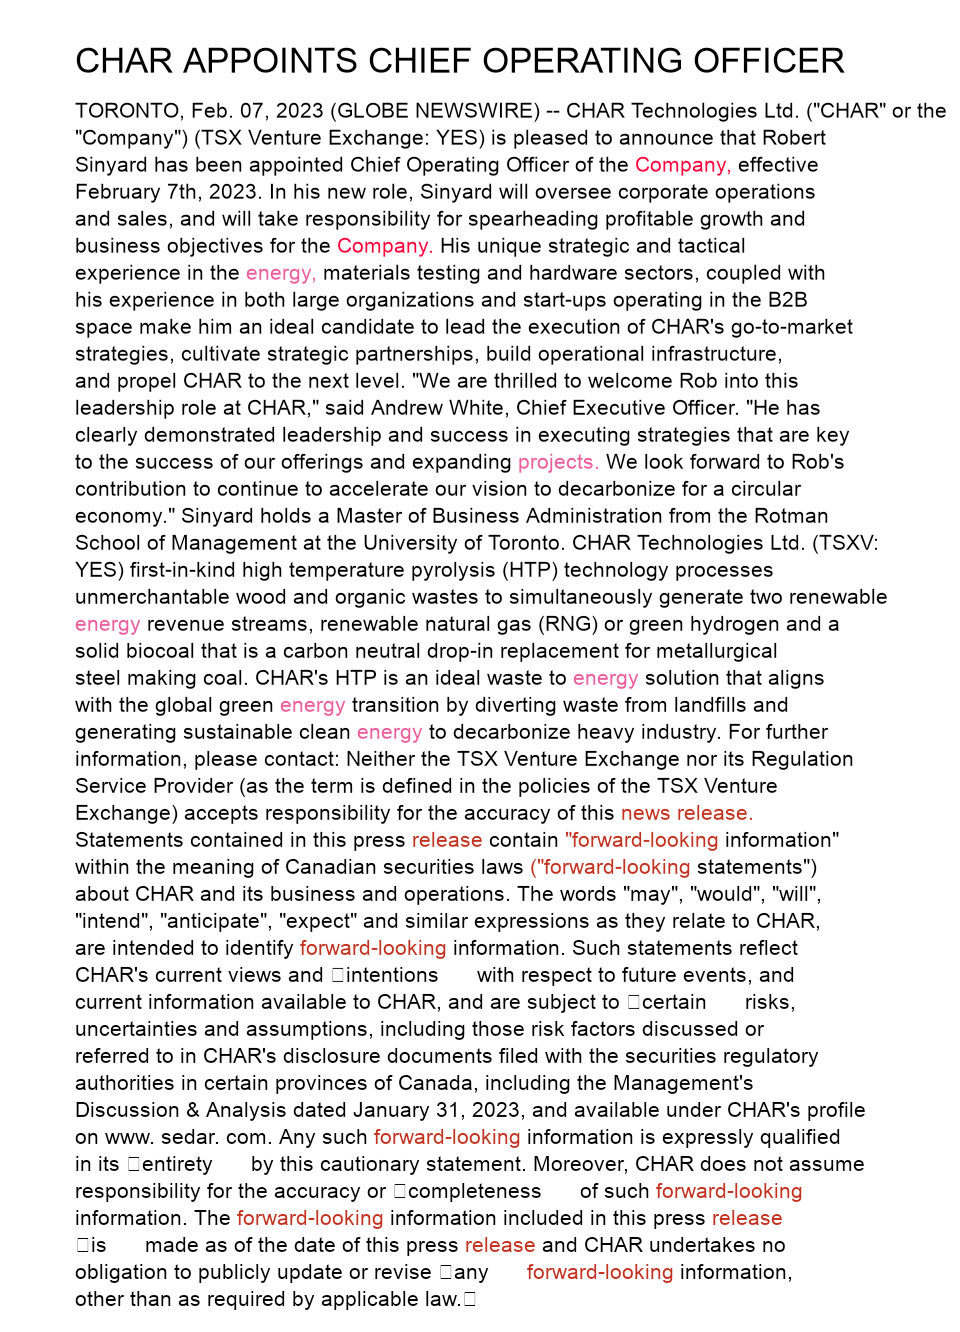 CHAR APPOINTS CHIEF OPERATING OFFICER
TORONTO, Feb. 07, 2023 (GLOBE NEWSWIRE) -- CHAR Technologies Ltd. ("CHAR" or the
"Company") (TSX Venture Exchange: YES) is pleased to announce that Robert
Sinyard has been appointed Chief Operating Officer of the Company, effective
February 7th, 2023. In his new role, Sinyard will oversee corporate operations
and sales, and will take responsibility for spearheading profitable growth and
business objectives for the Company. His unique strategic and tactical
experience in the energy, materials testing and hardware sectors, coupled with
his experience in both large organizations and start-ups operating in the B2B
space make him an ideal candidate to lead the execution of CHAR's go-to-market
strategies, cultivate strategic partnerships, build operational infrastructure,
and propel CHAR to the next level. "We are thrilled to welcome Rob into this
leadership role at CHAR," said Andrew White, Chief Executive Officer. "He has
clearly demonstrated leadership and success in executing strategies that are key
to the success of our offerings and expanding projects. We look forward to Rob's
contribution to continue to accelerate our vision to decarbonize for a circular
economy." Sinyard holds a Master of Business Administration from the Rotman
School of Management at the University of Toronto. CHAR Technologies Ltd. (TSXV:
YES) first-in-kind high temperature pyrolysis (HTP) technology processes
unmerchantable wood and organic wastes to simultaneously generate two renewable
energy revenue streams, renewable natural gas (RNG) or green hydrogen and a
solid biocoal that is a carbon neutral drop-in replacement for metallurgical
steel making coal. CHAR's HTP is an ideal waste to energy solution that aligns
with the global green energy transition by diverting waste from landfills and
generating sustainable clean energy to decarbonize heavy industry. For further
information, please contact: Neither the TSX Venture Exchange nor its Regulation
Service Provider (as the term is defined in the policies of the TSX Venture
Exchange) accepts responsibility for the accuracy of this news release.
Statements contained in this press release contain "forward-looking information"
within the meaning of Canadian securities laws ("forward-looking statements")
about CHAR and its business and operations. The words "may", "would", "will",
"intend", "anticipate", "expect" and similar expressions as they relate to CHAR,
are intended to identify forward-looking information. Such statements reflect
CHAR's current views and intentions with respect to future events, and
current information available to CHAR, and are subject to certain risks,
uncertainties and assumptions, including those risk factors discussed or
referred to in CHAR's disclosure documents filed with the securities regulatory
authorities in certain provinces of Canada, including the Management's
Discussion & Analysis dated January 31, 2023, and available under CHAR's profile
on www. sedar. com. Any such forward-looking information is expressly qualified
in its entirety by this cautionary statement. Moreover, CHAR does not assume
responsibility for the accuracy or completeness of such forward-looking
information. The forward-looking information included in this press release
is made as of the date of this press release and CHAR undertakes no
obligation to publicly update or revise any forward-looking information,
other than as required by applicable law.